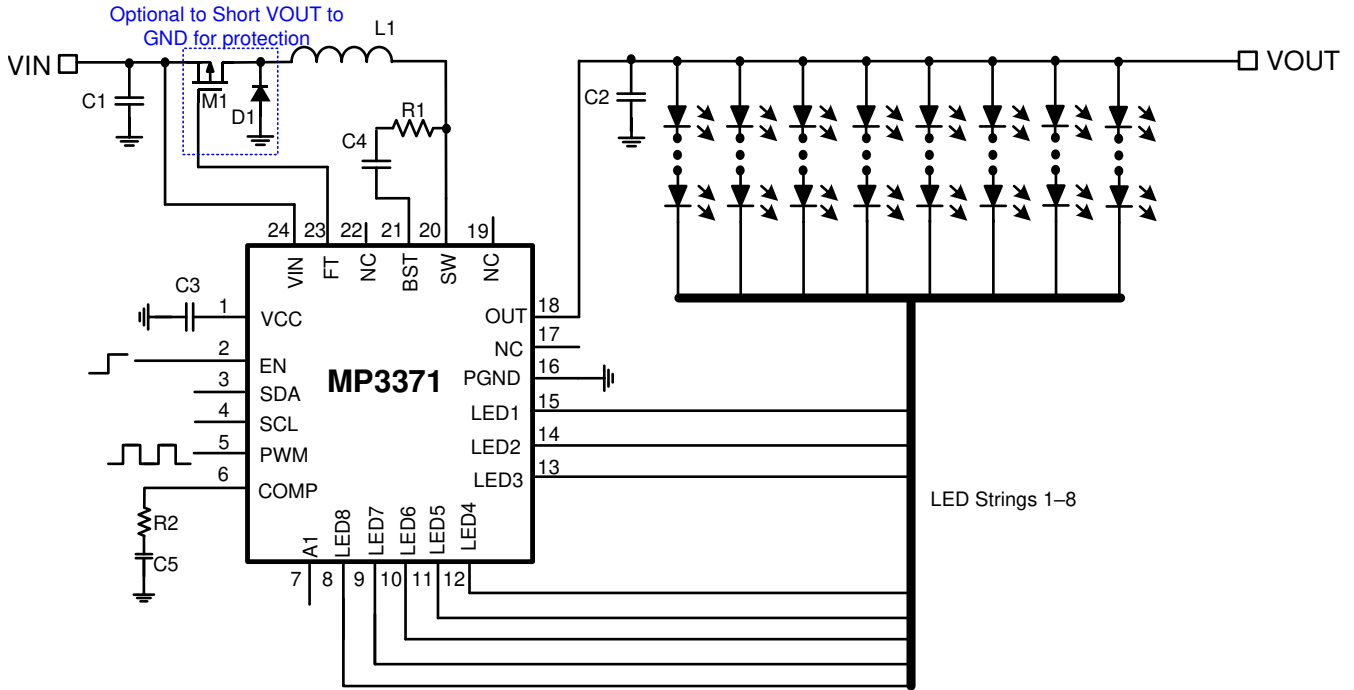 Optional to Short VOUT to
GND for protection
L1
VIN
VOUT
C1
M1
D1
C2
R1
C4
24
23
22
21
20
19
VIN
FT
NC
BST
SW
NC
C3
1
VCC
OUT
18
2
EN
NC
17
3
SDA
MP3371
PGND
16
4
SCL
LED1
15
5
PWM
LED2
14
6
COMP
LED3
13
LED Strings 1–8
R2
C5
A1
LED8
LED7
LED6
LED5
LED4
7
8
9
10
11
12